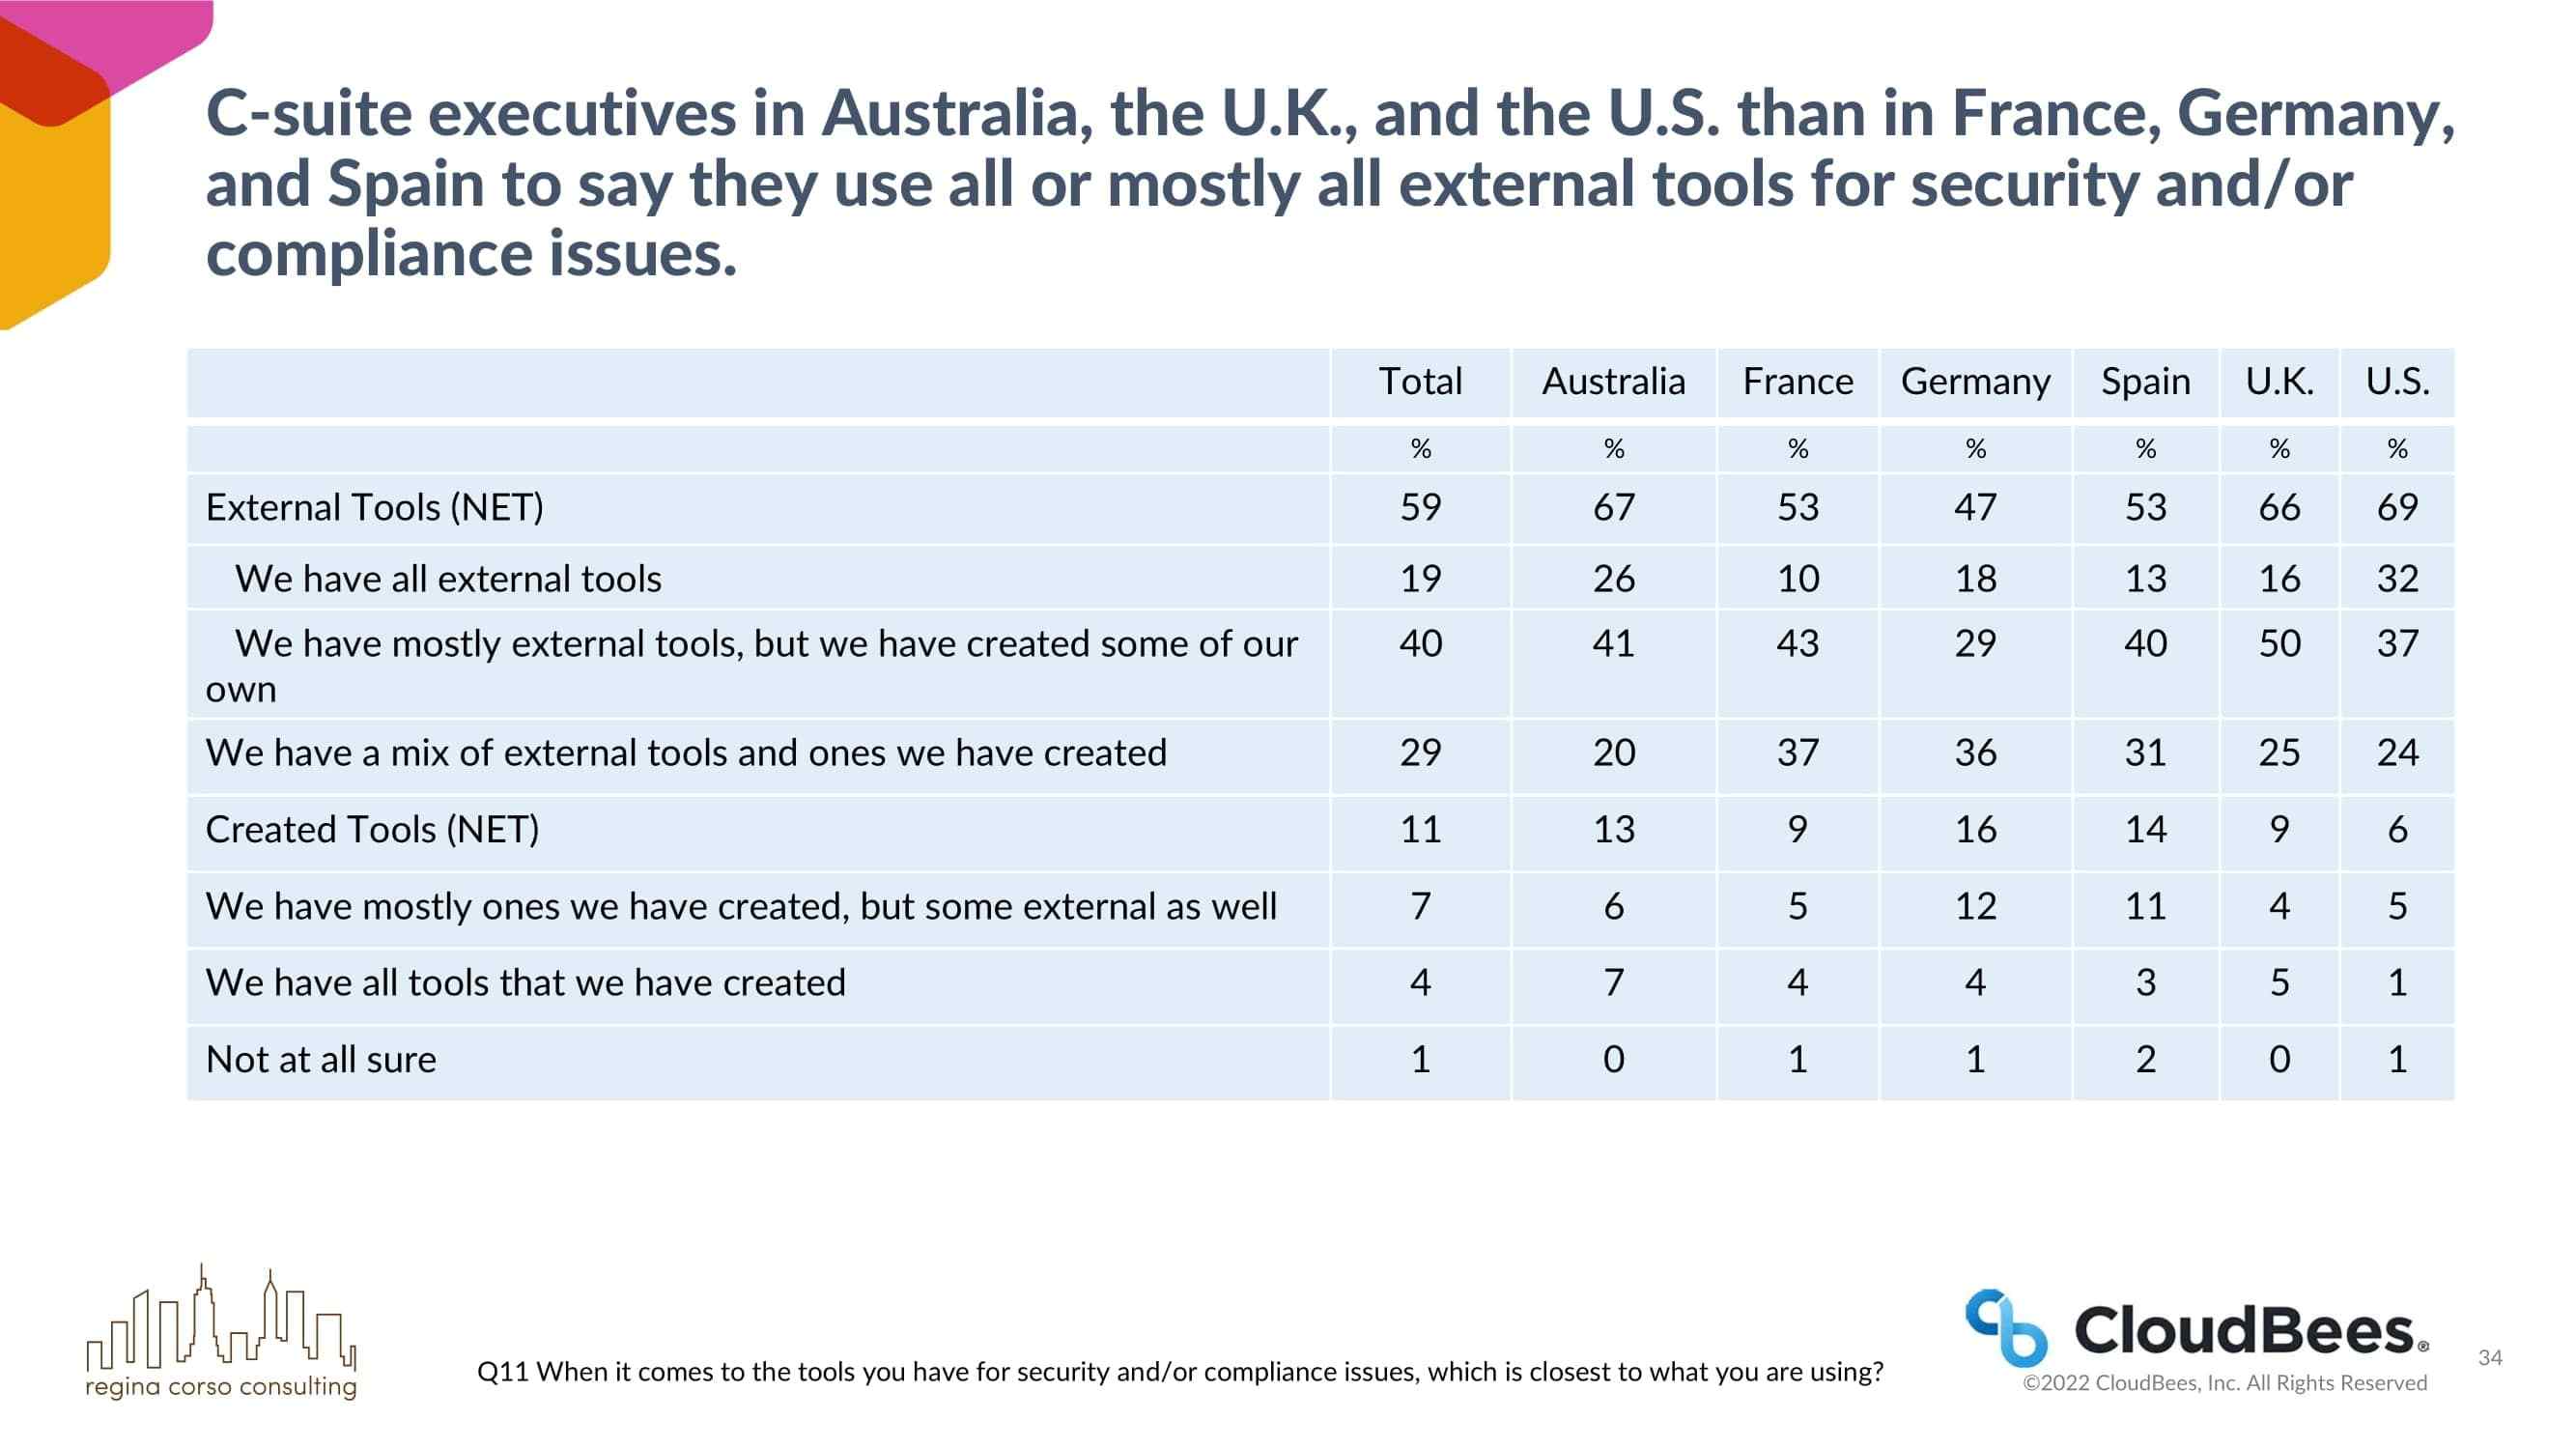 C-suite executives in Australia, the U.K., and the U.S. than in France, Germany,
and Spain to say they use all or mostly all external tools for security and/or
compliance issues.
Total Australia France Germany Spain U.K. U.S.
% % % % % % %
External Tools (NET) 59 67 53 47 53 66 69
We have all external tools 19 26 10 18 13 16 32
We have mostly external tools, but we have created some of our 40 41 43 29 40 50 37
own
We have a mix of external tools and ones we have created 29 20 37 36 31 25 24
Created Tools (NET) 11 13 9 16 14 9 6
We have mostly ones we have created, but some external as well 7 6 5 12 11 4 5
We have all tools that we have created 4 7 4 4 3 5 1
Not at all sure 1 0 1 1 2 0 1
regina corso consulting
Q11 When it comes to the tools you have for security and/or compliance issues, which is closest to what you are using?
CloudBees®
©2022 CloudBees, Inc. All Rights Reserved
34